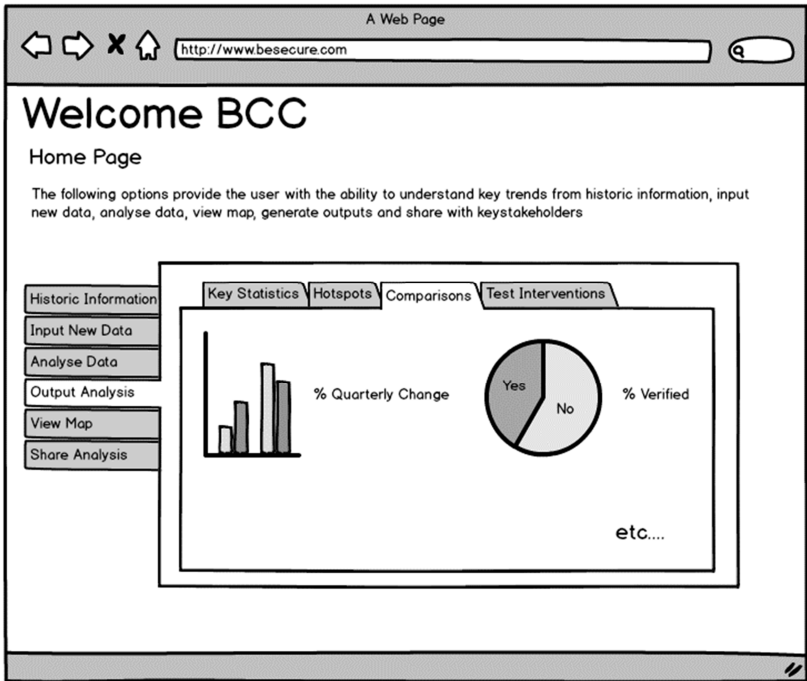 A Web Page
http://www.besecure.com
Welcome BCC
Home Page
The following options provide the user with the ability to understand key trends from historic information, input
new data, analyse data, view map, generate outputs and share with keystakeholders
Historic Information
Input New Data
Analyse Data
Output Analysis
View Map
Share Analysis
Key Statistics
Hotspots
Comparisons
Test Interventions
% Quarterly Change
Yes
No
% Verified
etc....